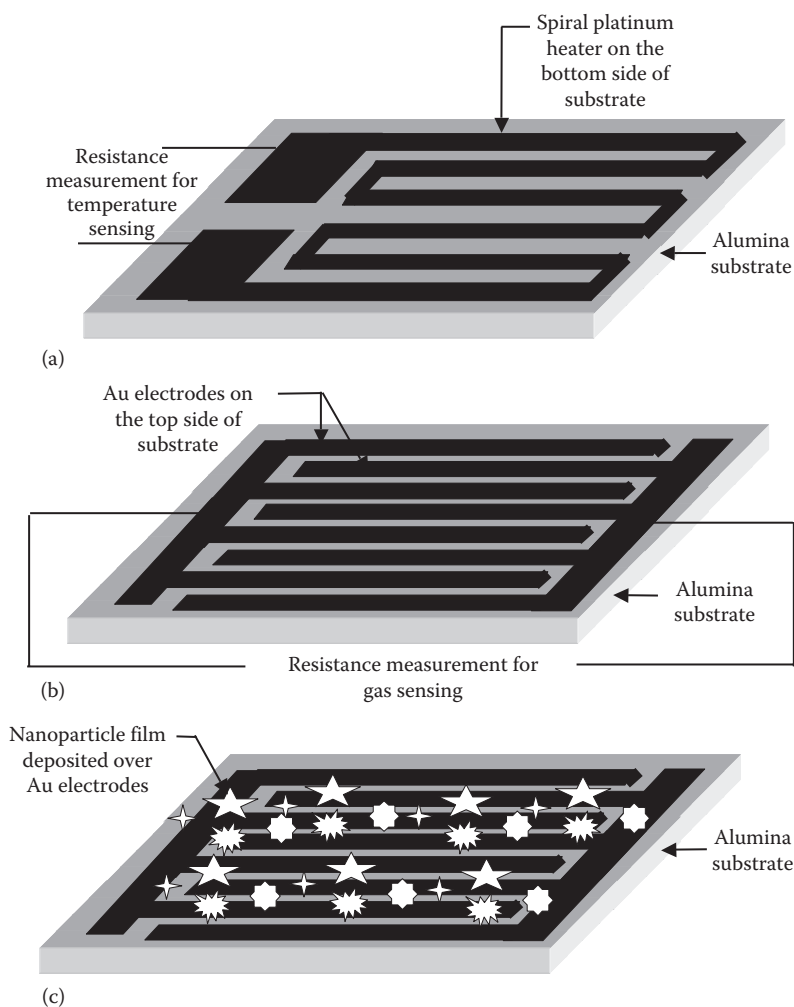 Spiral platinum
heater on the
bottom side of
substrate
Resistance
measurement for
temperature
sensing
Alumina
substrate
(a)
Au electrodes on
the top side of
substrate
Alumina
substrate
Resistance measurement for
gas sensing
(b)
Nanoparticle film
deposited over
Au electrodes
Alumina
substrate
(c)